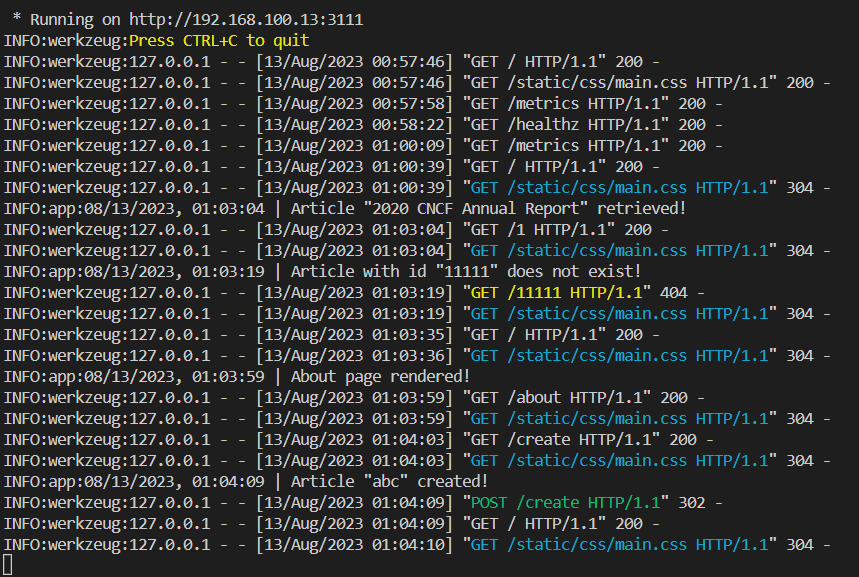 * Running on http://192.168.100.13:3111
INFO:werkzeug:Press CTRL+C to quit
INFO:werkzeug:127.0.0.1 - - [13/Aug/2023 00:57:46] "GET / HTTP/1.1" 200 -
INFO:werkzeug:127.0.0.1 - - [13/Aug/2023 00:57:46] "GET /static/css/main.css HTTP/1.1" 200 -
INFO:werkzeug:127.0.0.1 - - [13/Aug/2023 00:57:58] "GET /metrics HTTP/1.1" 200 -
INFO:werkzeug:127.0.0.1 - - [13/Aug/2023 00:58:22] "GET /healthz HTTP/1.1" 200 -
INFO:werkzeug:127.0.0.1 - - [13/Aug/2023 01:00:09] "GET /metrics HTTP/1.1" 200 -
INFO:werkzeug:127.0.0.1 - - [13/Aug/2023 01:00:39] "GET / HTTP/1.1" 200 -
INFO:werkzeug:127.0.0.1 - - [13/Aug/2023 01:00:39] "GET /static/css/main.css HTTP/1.1" 304 -
INFO:app:08/13/2023, 01:03:04 | Article "2020 CNCF Annual Report" retrieved!
INFO:werkzeug:127.0.0.1 - - [13/Aug/2023 01:03:04] "GET /1 HTTP/1.1" 200 -
INFO:werkzeug:127.0.0.1 - - [13/Aug/2023 01:03:04] "GET /static/css/main.css HTTP/1.1" 304 -
INFO:app:08/13/2023, 01:03:19 | Article with id "11111" does not exist!
INFO:werkzeug:127.0.0.1 - - [13/Aug/2023 01:03:19] "GET /11111 HTTP/1.1" 404 -
INFO:werkzeug:127.0.0.1 - - [13/Aug/2023 01:03:19] "GET /static/css/main.css HTTP/1.1" 304 -
INFO:werkzeug:127.0.0.1 - - [13/Aug/2023 01:03:35] "GET / HTTP/1.1" 200 -
INFO:werkzeug:127.0.0.1 - - [13/Aug/2023 01:03:36] "GET /static/css/main.css HTTP/1.1" 304 -
INFO:app:08/13/2023, 01:03:59 | About page rendered!
INFO:werkzeug:127.0.0.1 - - [13/Aug/2023 01:03:59] "GET /about HTTP/1.1" 200 -
INFO:werkzeug:127.0.0.1 - - [13/Aug/2023 01:03:59] "GET /static/css/main.css HTTP/1.1" 304 -
INFO:werkzeug:127.0.0.1 - - [13/Aug/2023 01:04:03] "GET /create HTTP/1.1" 200 -
INFO:werkzeug:127.0.0.1 - - [13/Aug/2023 01:04:03] "GET /static/css/main.css HTTP/1.1" 304 -
INFO:app:08/13/2023, 01:04:09 | Article "abc" created!
INFO:werkzeug:127.0.0.1 - - [13/Aug/2023 01:04:09] "POST /create HTTP/1.1" 302 -
INFO:werkzeug:127.0.0.1 - - [13/Aug/2023 01:04:09] "GET / HTTP/1.1" 200 -
INFO:werkzeug:127.0.0.1 - - [13/Aug/2023 01:04:10] "GET /static/css/main.css HTTP/1.1" 304 -